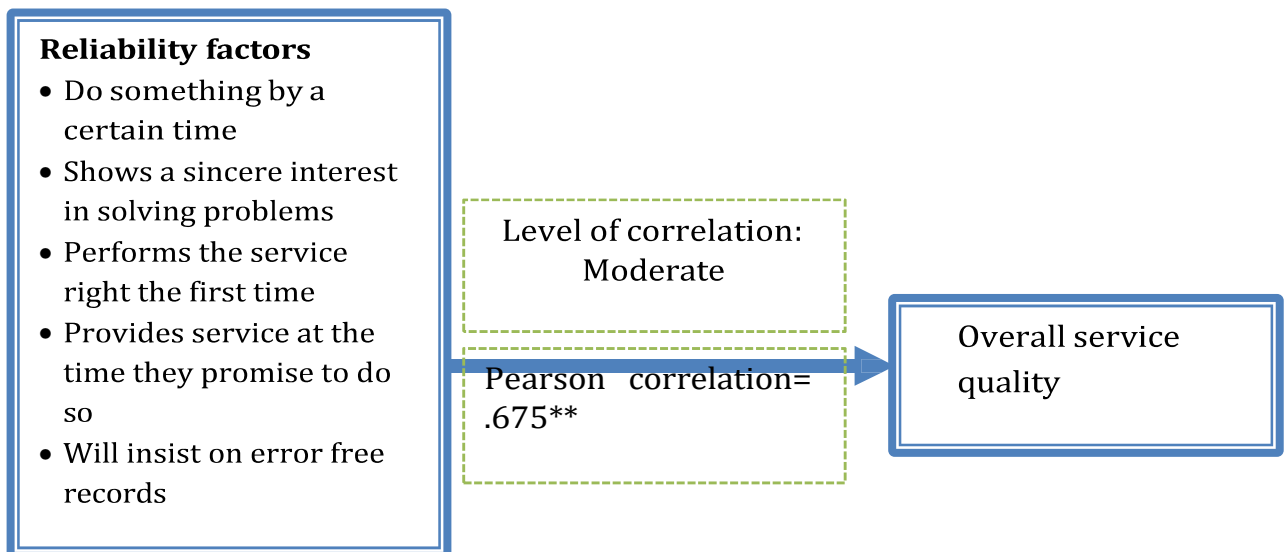 Reliability factors
• Do something by a
certain time
• Shows a sincere interest
in solving problems
• Performs the service
right the first time
• Provides service at the
time they promise to do
so
• Will insist on error free
records
Level of correlation:
Moderate
Pearson correlation=
.675**
Overall service
quality